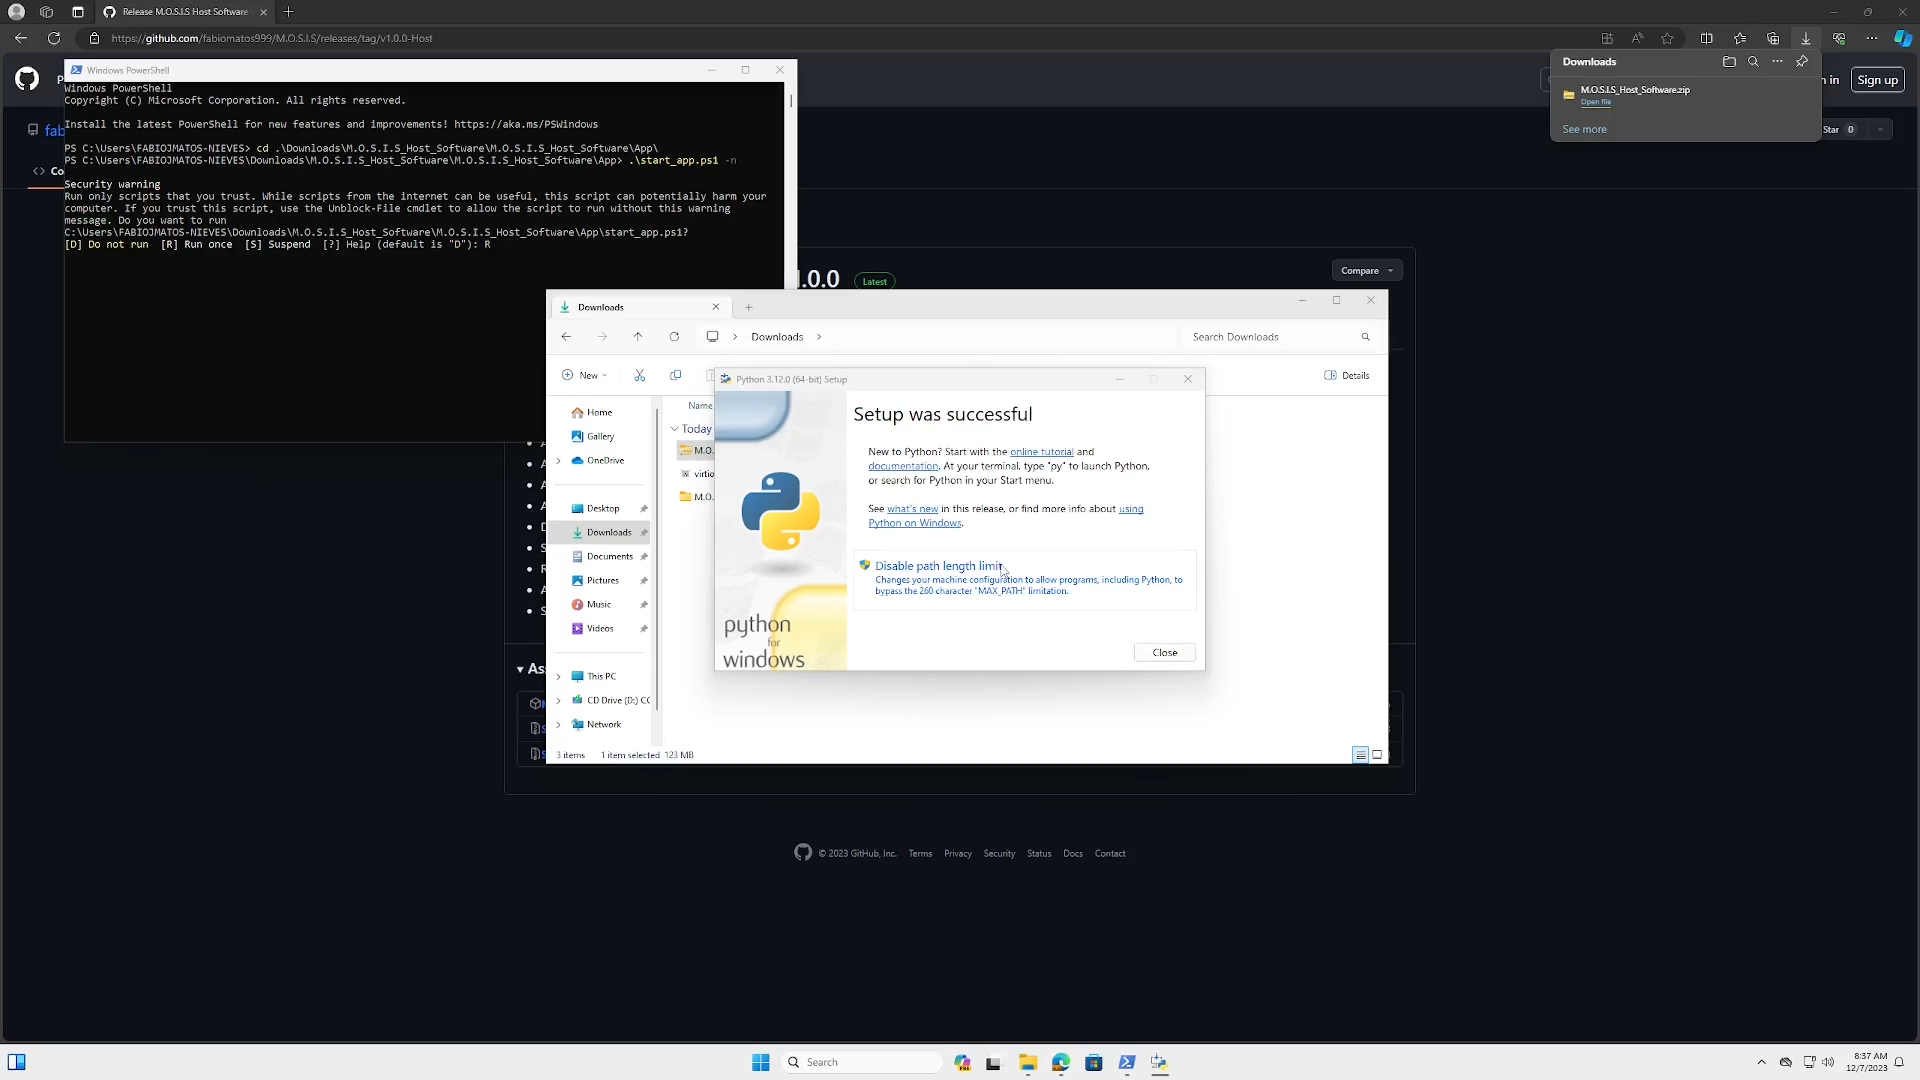 Release M.O.S.I.S Host Software
https://github.com/fabiomatos999/M.O.S.I.S/releases/tag/v1.0.0-Host
Downloads
M.O.S.I.S_Host_Software.zip
Open file
See more
in
Sign up
Star 0
fab
Co
Windows PowerShell
Windows PowerShell
Copyright (C) Microsoft Corporation. All rights reserved.
Install the latest PowerShell for new features and improvements! https://aka.ms/PSWindows
PS C:\Users\FABIOJMATOS-NIEVES> cd .\Downloads\M.O.S.I.S_Host_Software\M.O.S.I.S_Host_Software\App\
PS C:\Users\FABIOJMATOS-NIEVES\Downloads\M.O.S.I.S_Host_Software\M.O.S.I.S_Host_Software\App> .\start_app.ps1 -n
Security warning
Run only scripts that you trust. While scripts from the internet can be useful, this script can potentially harm your
computer. If you trust this script, use the Unblock-File cmdlet to allow the script to run without this warning
message. Do you want to run
C:\Users\FABIOJMATOS-NIEVES\Downloads\M.O.S.I.S_Host_Software\M.O.S.I.S_Host_Software\App\start_app.ps1?
[D] Do not run  [R] Run once  [S] Suspend  [?] Help (default is "D"): R
.0.0
Latest
Compare
Downloads
Downloads
Search Downloads
New
Details
Home
Gallery
OneDrive
Desktop
Downloads
Documents
Pictures
Music
Videos
This PC
CD Drive (D:) CC
Network
Name
Today
M.O.
virtio
M.O.
3 items
1 item selected 123 MB
Python 3.12.0 (64-bit) Setup
Setup was successful
New to Python? Start with the online tutorial and
documentation. At your terminal, type "py" to launch Python,
or search for Python in your Start menu.
See what's new in this release, or find more info about using
Python on Windows.
Disable path length limit
Changes your machine configuration to allow programs, including Python, to
bypass the 260 character "MAX_PATH" limitation.
python
for
windows
Close
Ass
© 2023 GitHub, Inc.
Terms
Privacy
Security
Status
Docs
Contact
Search
8:37 AM
12/7/2023